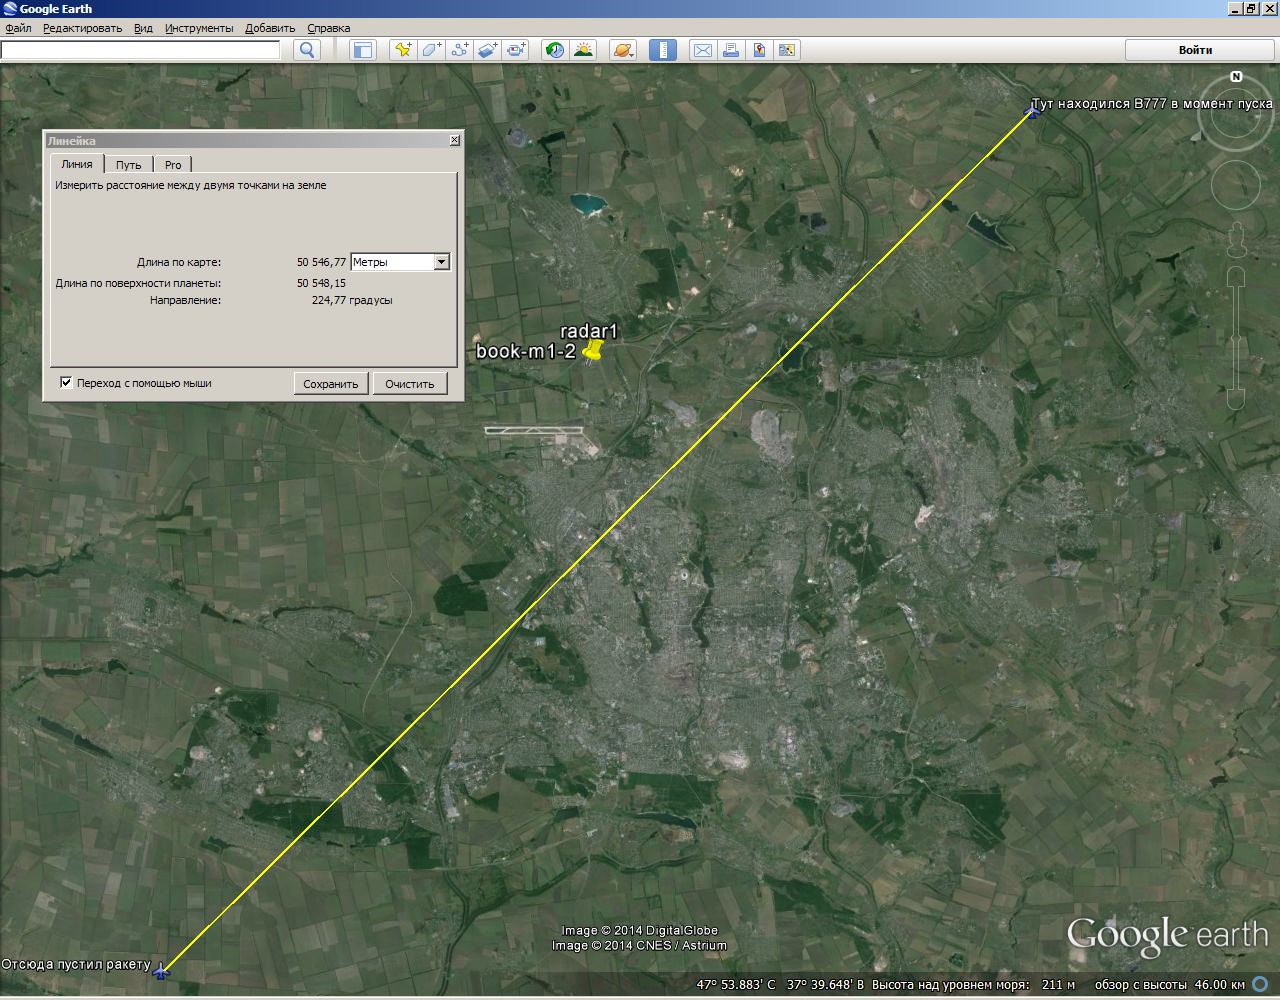 Google Earth
Файл Редактировать Вид Инструменты Добавить Справка
Войти
N
Тут находился B777 в момент пуска
Линейка
Линия Путь Pro
Измерить расстояние между двумя точками на земле
Длина по карте: 50 546,77 Метры
Длина по поверхности планеты: 50 548,15
Направление: 224,77 градусы
Переход с помощью мыши Сохранить Очистить
radar1
book-m1-2
Image © 2014 DigitalGlobe
Image © 2014 CNES / Astrium
Google earth
Отсюда пустил ракету
47° 53.883' С 37° 39.648' В Высота над уровнем моря: 211 м обзор с высоты 46.00 км